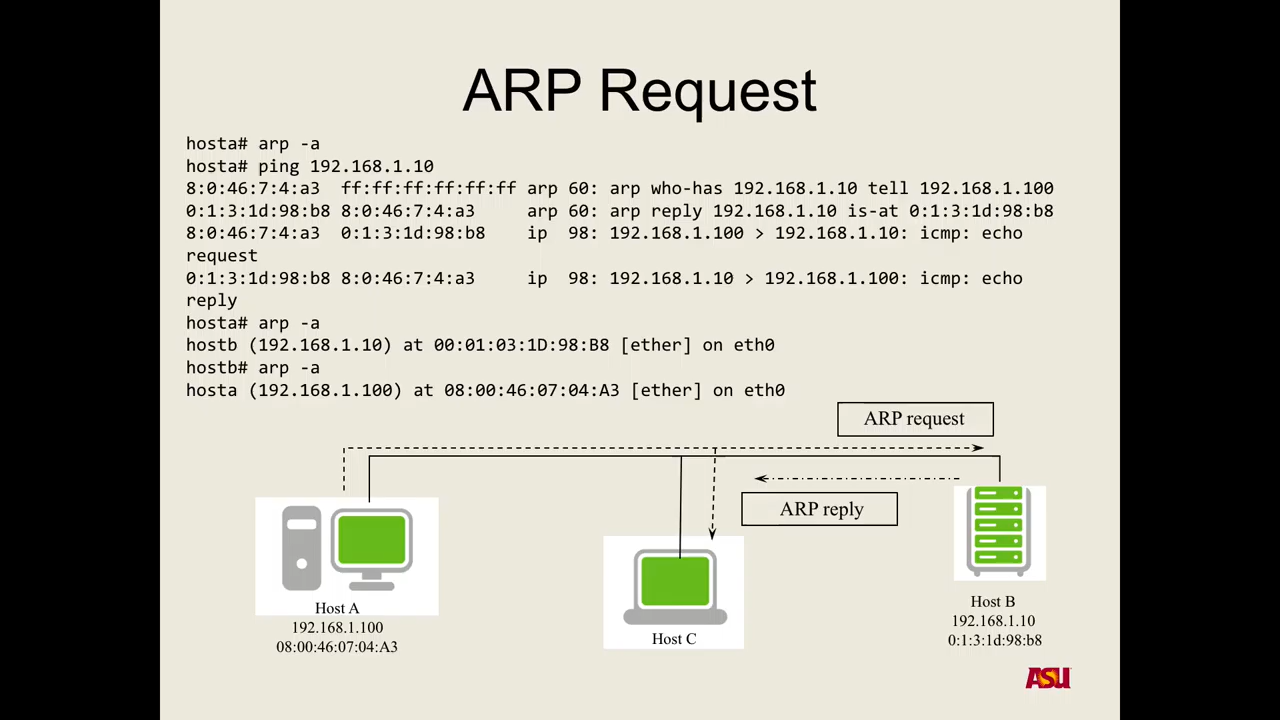 ARP Request
hosta# arp -a
hosta# ping 192.168.1.10
8:0:46:7:4:a3 ff:ff:ff:ff:ff:ff arp 60: arp who-has 192.168.1.10 tell 192.168.1.100
0:1:3:1d:98:b8 8:0:46:7:4:a3 arp 60: arp reply 192.168.1.10 is-at 0:1:3:1d:98:b8
8:0:46:7:4:a3 0:1:3:1d:98:b8 ip 98: 192.168.1.100 > 192.168.1.10: icmp: echo
request
0:1:3:1d:98:b8 8:0:46:7:4:a3 ip 98: 192.168.1.10 > 192.168.1.100: icmp: echo
reply
hosta# arp -a
hostb (192.168.1.10) at 00:01:03:1D:98:B8 [ether] on eth0
hostb# arp -a
hosta (192.168.1.100) at 08:00:46:07:04:A3 [ether] on eth0
ARP request
ARP reply
Host A
192.168.1.100
08:00:46:07:04:A3
Host C
Host B
192.168.1.10
0:1:3:1d:98:b8
ASU